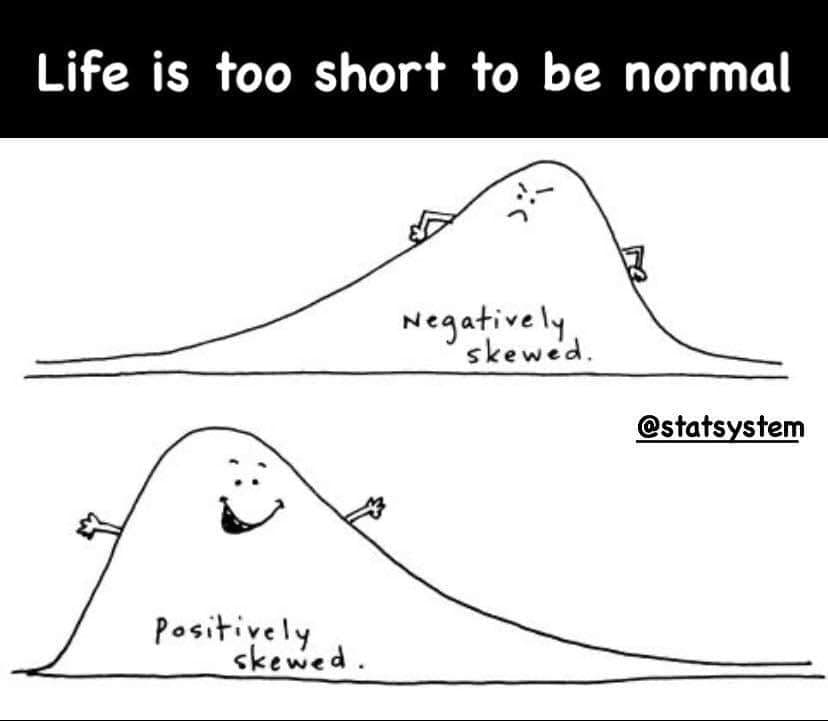 Life is too short to be normal
Negatively
skewed.
@statsystem
Positively
skewed.